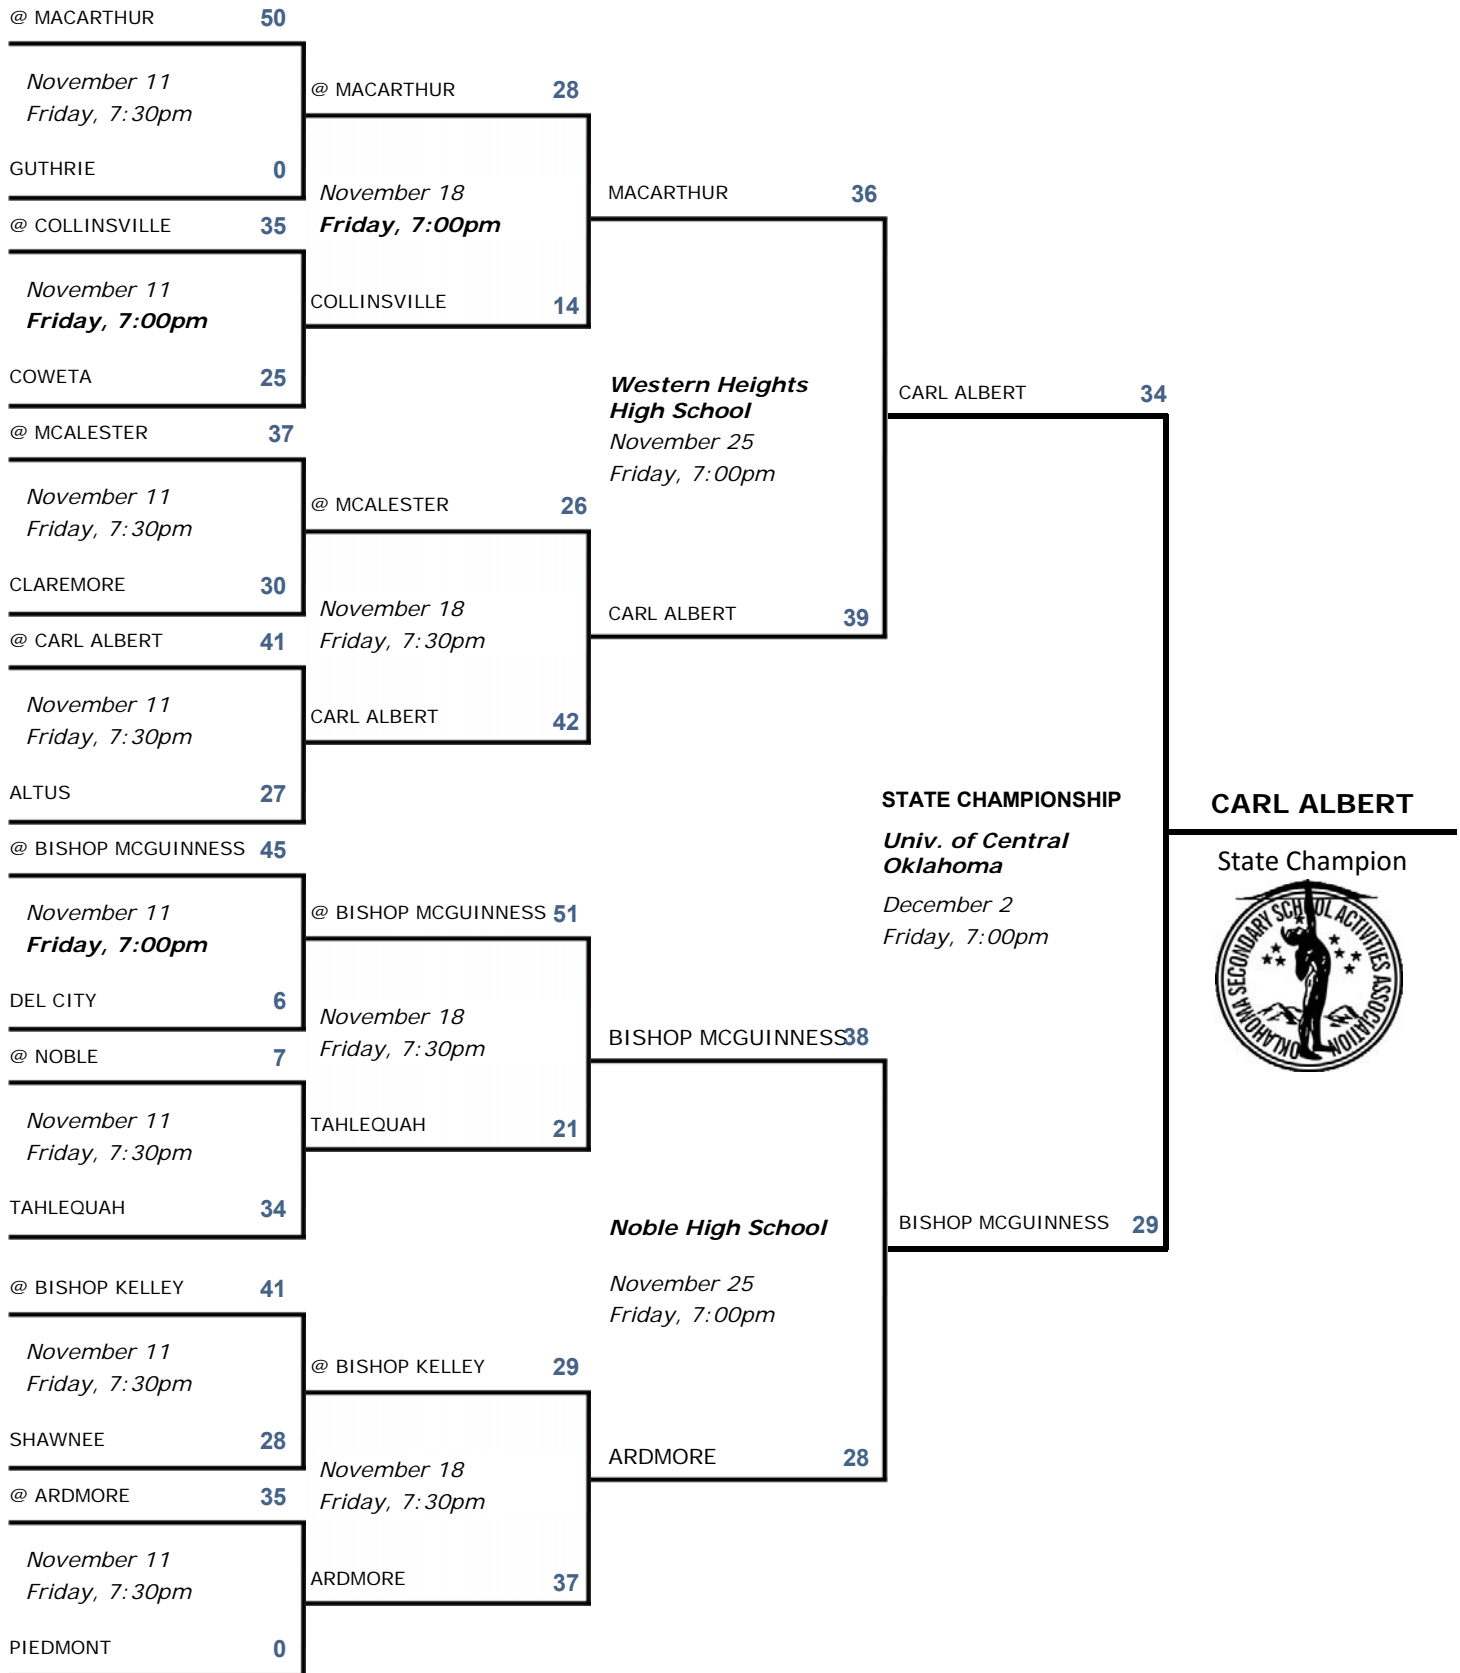 @ MACARTHUR 50
November 11
Friday, 7:30pm
GUTHRIE 0
@ COLLINSVILLE 35
November 11
Friday, 7:00pm
COWETA 25
@ MCALESTER 37
November 11
Friday, 7:30pm
CLAREMORE 30
@ CARL ALBERT 41
November 11
Friday, 7:30pm
ALTUS 27
@ BISHOP MCGUINNESS 45
November 11
Friday, 7:00pm
DEL CITY 6
@ NOBLE 7
November 11
Friday, 7:30pm
TAHLEQUAH 34
@ BISHOP KELLEY 41
November 11
Friday, 7:30pm
SHAWNEE 28
@ ARDMORE 35
November 11
Friday, 7:30pm
PIEDMONT 0
@ MACARTHUR 28
November 18
Friday, 7:00pm
COLLINSVILLE 14
@ MCALESTER 26
November 18
Friday, 7:30pm
CARL ALBERT 42
@ BISHOP MCGUINNESS 51
November 18
Friday, 7:30pm
TAHLEQUAH 21
@ BISHOP KELLEY 29
November 18
Friday, 7:30pm
ARDMORE 37
MACARTHUR 36
Western Heights
High School
November 25
Friday, 7:00pm
CARL ALBERT 39
BISHOP MCGUINNESS 38
Noble High School
November 25
Friday, 7:00pm
ARDMORE 28
CARL ALBERT 34
STATE CHAMPIONSHIP
Univ. of Central
Oklahoma
December 2
Friday, 7:00pm
BISHOP MCGUINNESS 29
CARL ALBERT
State Champion
OKLAHOMA SECONDARY SCHOOL ACTIVITIES ASSOCIATION